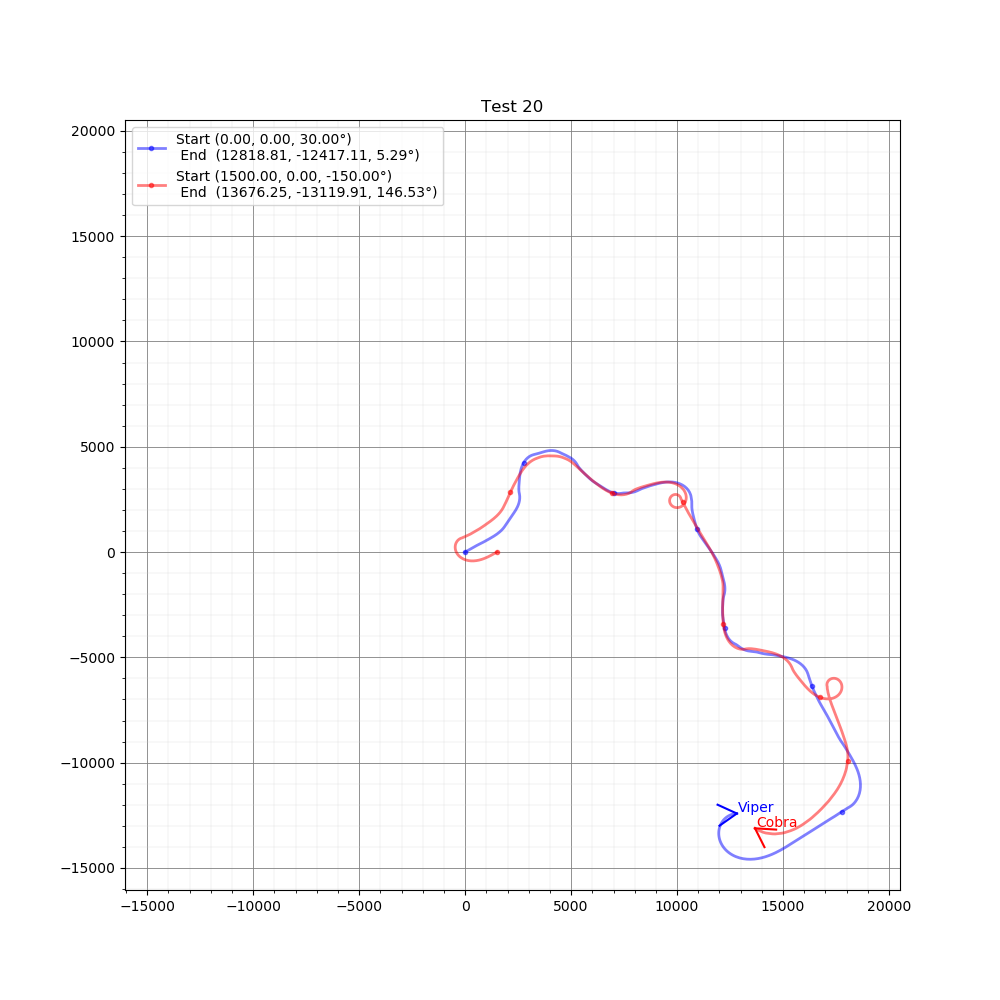 Test 20
Start (0.00, 0.00, 30.00°)
End  (12818.81, -12417.11, 5.29°)
Start (1500.00, 0.00, -150.00°)
End  (13676.25, -13119.91, 146.53°)
20000
15000
10000
5000
0
−5000
−10000
−15000
Viper
Cobra
−15000 −10000 −5000 0 5000 10000 15000 20000